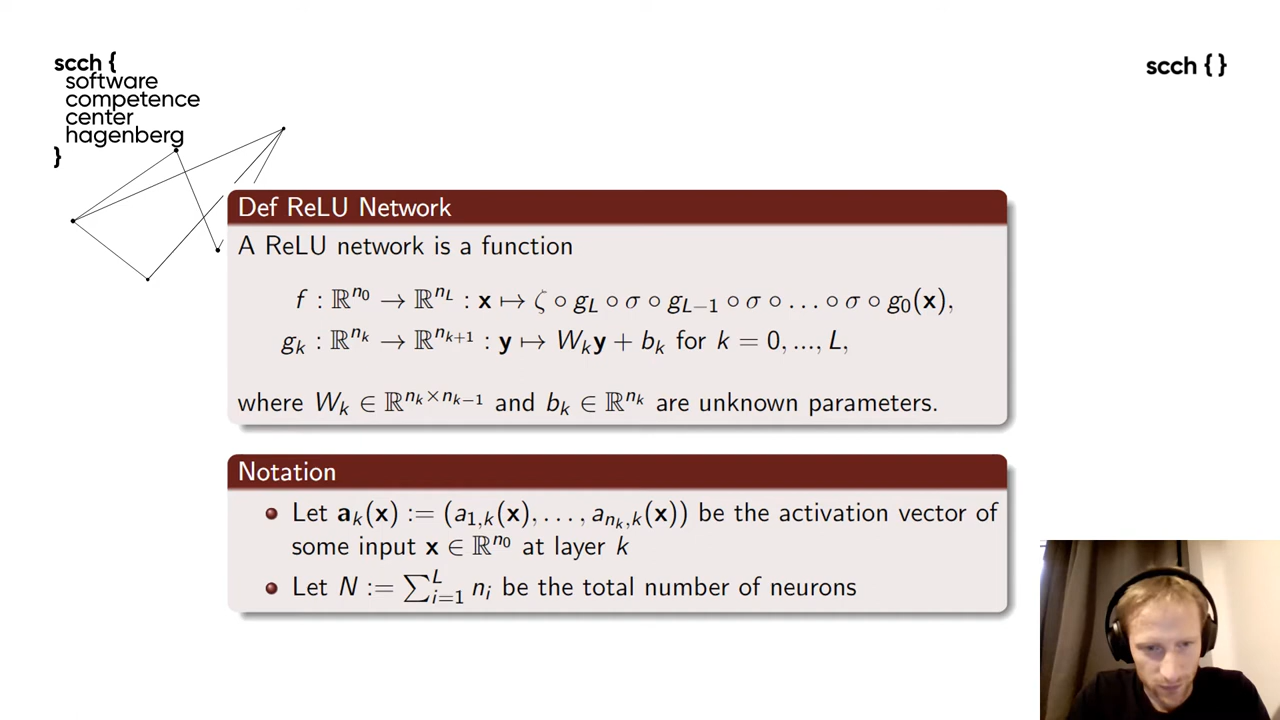 scch {
software
competence
center
hagenberg
}
scch { }
Def ReLU Network
A ReLU network is a function
f : ℝ^{n_0} → ℝ^{n_L} : x ↦ ζ ∘ g_L ∘ σ ∘ g_{L−1} ∘ σ ∘ … ∘ σ ∘ g_0(x),
g_k : ℝ^{n_k} → ℝ^{n_{k+1}} : y ↦ W_k y + b_k for k = 0, ..., L,
where W_k ∈ ℝ^{n_k×n_{k−1}} and b_k ∈ ℝ^{n_k} are unknown parameters.
Notation
Let a_k(x) := (a_{1,k}(x), …, a_{n_k,k}(x)) be the activation vector of
some input x ∈ ℝ^{n_0} at layer k
Let N := ∑_{i=1}^{L} n_i be the total number of neurons